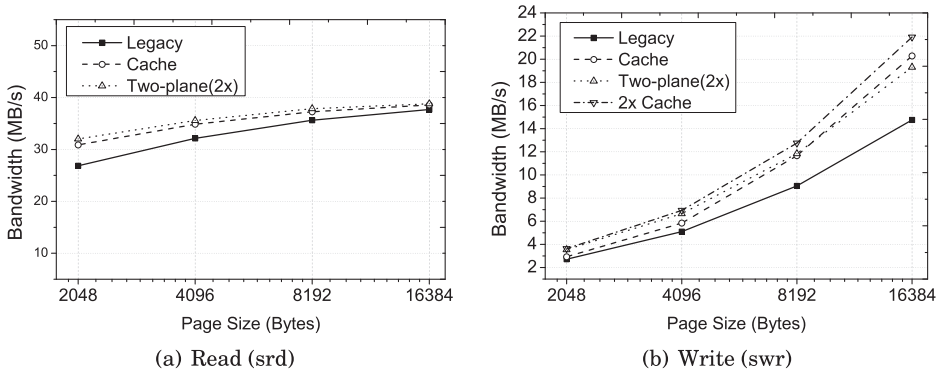 50
40
30
20
10
Bandwidth (MB/s)
Legacy
Cache
Two-plane(2x)
2048 4096 8192 16384
Page Size (Bytes)
(a) Read (srd)
24
22
20
18
16
14
12
10
8
6
4
2
Bandwidth (MB/s)
Legacy
Cache
Two-plane(2x)
2x Cache
2048 4096 8192 16384
Page Size (Bytes)
(b) Write (swr)